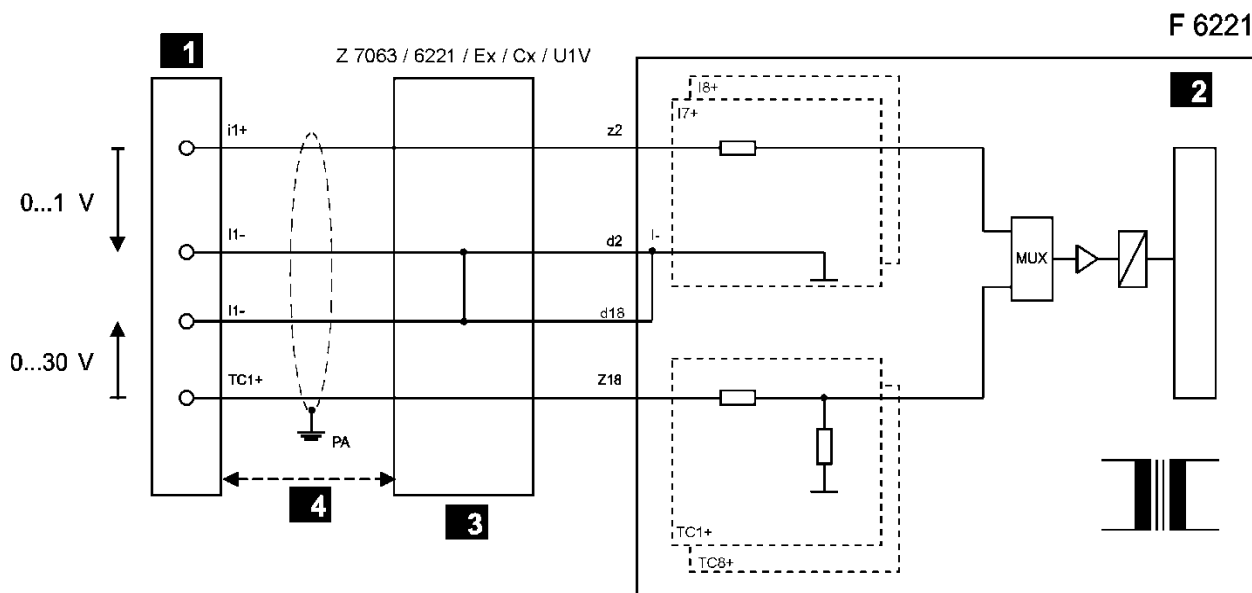 F 6221
1
Z 7063 / 6221 / Ex / Cx / U1V
2
I8+
I7+
i1+
z2
0...1 V
I1-
d2
I-
MUX
I1-
d18
0...30 V
TC1+
Z18
PA
4
3
TC1+
TC8+